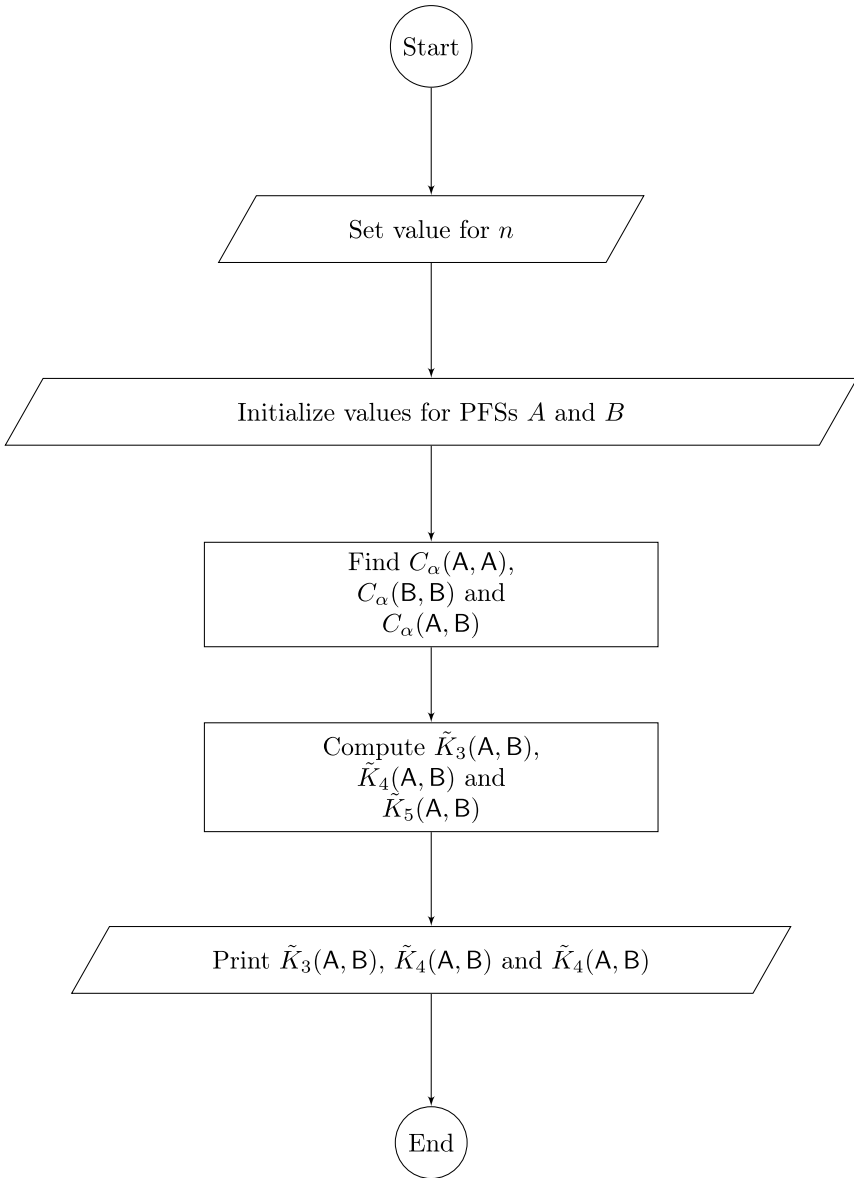 Start
Set value for n
Initialize values for PFSs A and B
Find C_α(A, A),
C_α(B, B) and
C_α(A, B)
Compute K̃_3(A, B),
K̃_4(A, B) and
K̃_5(A, B)
Print K̃_3(A, B), K̃_4(A, B) and K̃_4(A, B)
End